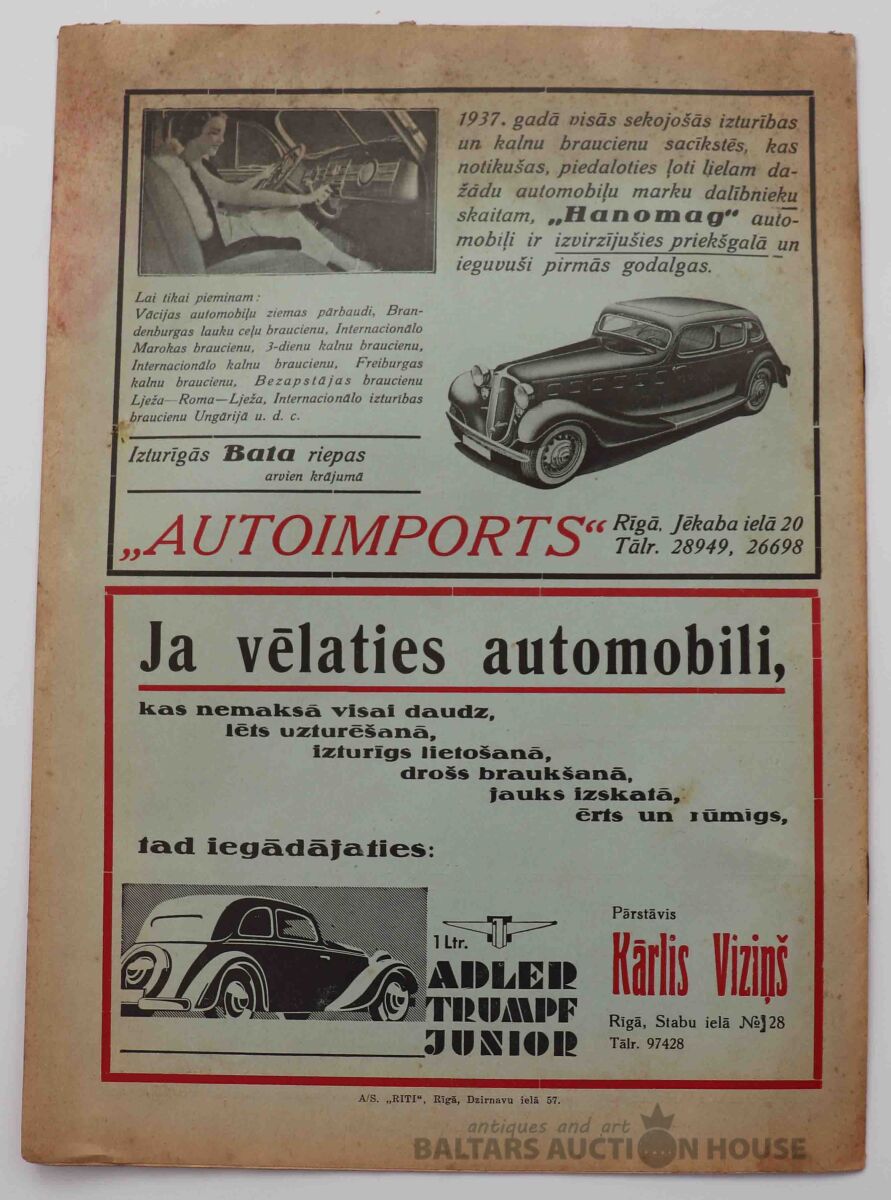 1937. gadā visās sekojošās izturības
un kalnu braucienu sacīkstēs, kas
notikušas, piedaloties ļoti lielam da-
žādu automobiļu marku dalībnieku
skaitam, „Hanomag“ auto-
mobiļi ir izvirzījušies priekšgalā un
ieguvuši pirmās godalgas.
Lai tikai pieminam:
Vācijas automobiļu ziemas pārbaudi, Bran-
denburgas lauku ceļu braucienu, Internacionālo
Marokas braucienu, 3-dienu kalnu braucienu,
Internacionālo kalnu braucienu, Freiburgas
kalnu braucienu, Bezapstājas braucienu
Lježa—Roma—Lježa, Internacionālo izturības
braucienu Ungārijā u. d. c.
Izturīgās Bata riepas
arvien krājumā
„AUTOIMPORTS“
Rīgā, Jēkaba ielā 20
Tālr. 28949, 26698
Ja vēlaties automobili,
kas nemaksā visai daudz,
lēts uzturēšanā,
izturīgs lietošanā,
drošs braukšanā,
jauks izskatā,
ērts un rūmīgs,
tad iegādājaties:
1 Ltr.
ADLER
TRUMPF
JUNIOR
Pārstāvis
Kārlis Viziņš
Rīgā, Stabu ielā № 28
Tālr. 97428
A/S. „RITI“, Rīgā, Dzirnavu ielā 57.
antiques and art
BALTARS AUCTION HOUSE